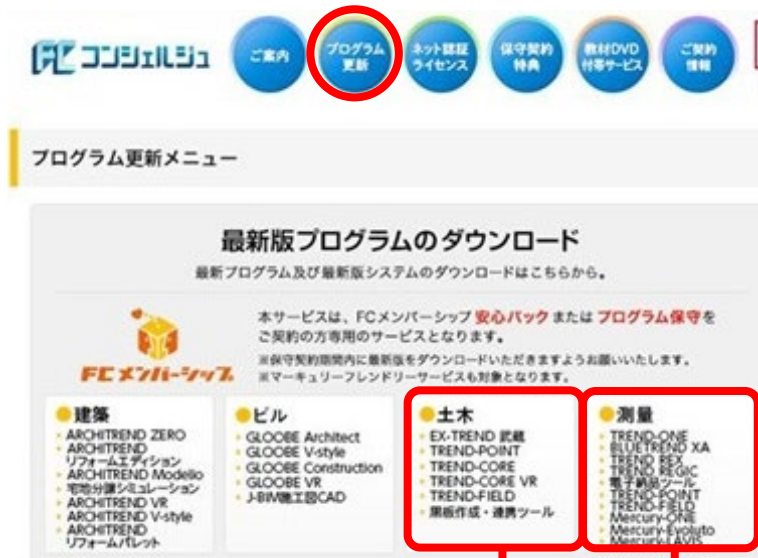 FC コンシェルジュ
ご案内
プログラム
更新
ネット認証
ライセンス
保守契約
特典
教材DVD
付帯サービス
ご契約
情報
プログラム更新メニュー
最新版プログラムのダウンロード
最新プログラム及び最新版システムのダウンロードはこちらから。
FCメンバーシップ
本サービスは、FCメンバーシップ 安心パック または プログラム保守を
ご契約の方専用のサービスとなります。
※保守契約期間内に最新版をダウンロードいただきますようお願いいたします。
※マーキュリーフレンドリーサービスも対象となります。
建築
ARCHITREND ZERO
ARCHITREND
リフォームエディション
ARCHITREND Modelio
宅地分譲シミュレーション
ARCHITREND VR
ARCHITREND V-style
ARCHITREND
リフォームパレット
ビル
GLOOBE Architect
GLOOBE V-style
GLOOBE Construction
GLOOBE VR
J-BIM施工図CAD
土木
EX-TREND 武蔵
TREND-POINT
TREND-CORE
TREND-CORE VR
TREND-FIELD
黒板作成・連携ツール
測量
TREND-ONE
BLUETREND XA
TREND REX
TREND REGIC
電子納品ツール
TREND-POINT
TREND-FIELD
Mercury-ONE
Mercury-Evoluto
Mercury-LAVIS